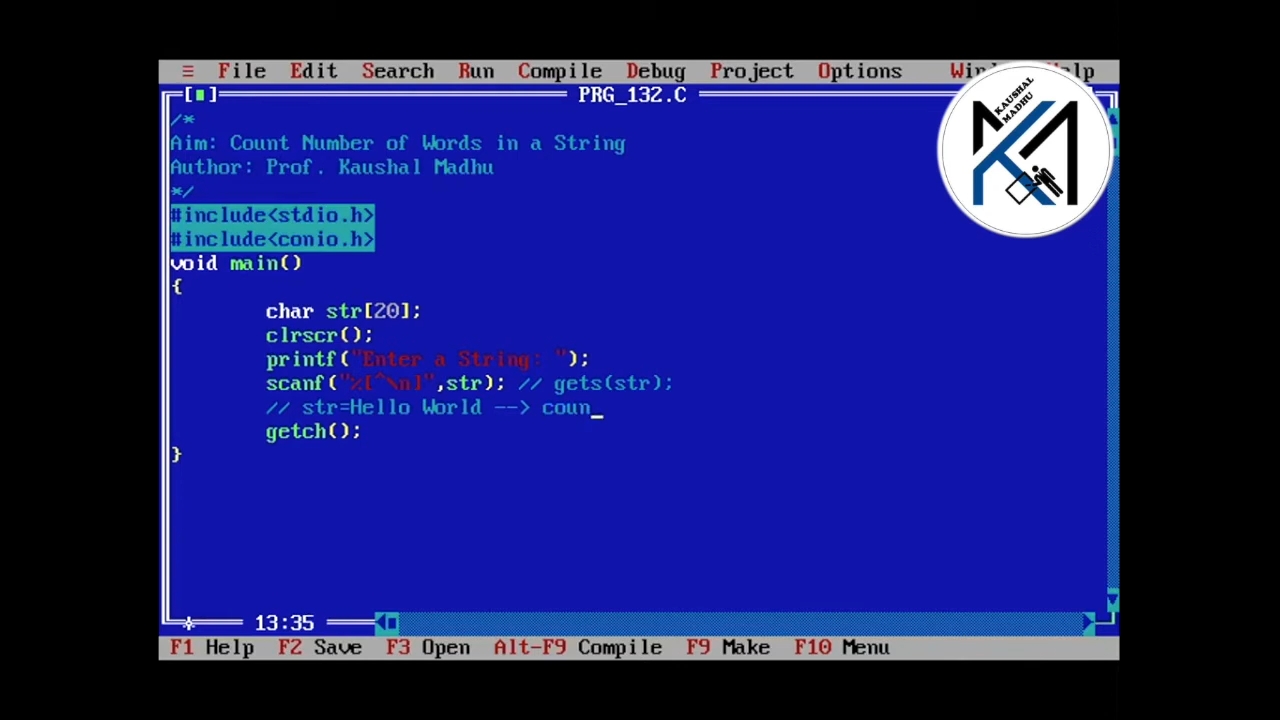 ≡ File Edit Search Run Compile Debug Project Options
PRG_132.C
KAUSHAL
MADHU
/*
Aim: Count Number of Words in a String
Author: Prof. Kaushal Madhu
*/
#include<stdio.h>
#include<conio.h>
void main()
{
char str[20];
clrscr();
printf("Enter a String: ");
scanf("%[^\n]",str); // gets(str);
// str=Hello World --> coun_
getch();
}
13:35
F1 Help F2 Save F3 Open Alt-F9 Compile F9 Make F10 Menu